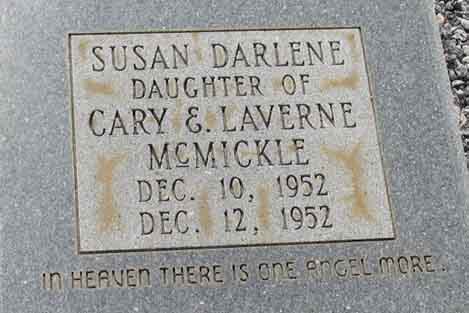 SUSAN DARLENE
DAUGHTER OF
CARY & LAVERNE
McMICKLE
DEC. 10, 1952
DEC. 12, 1952
IN HEAVEN THERE IS ONE ANGEL MORE.